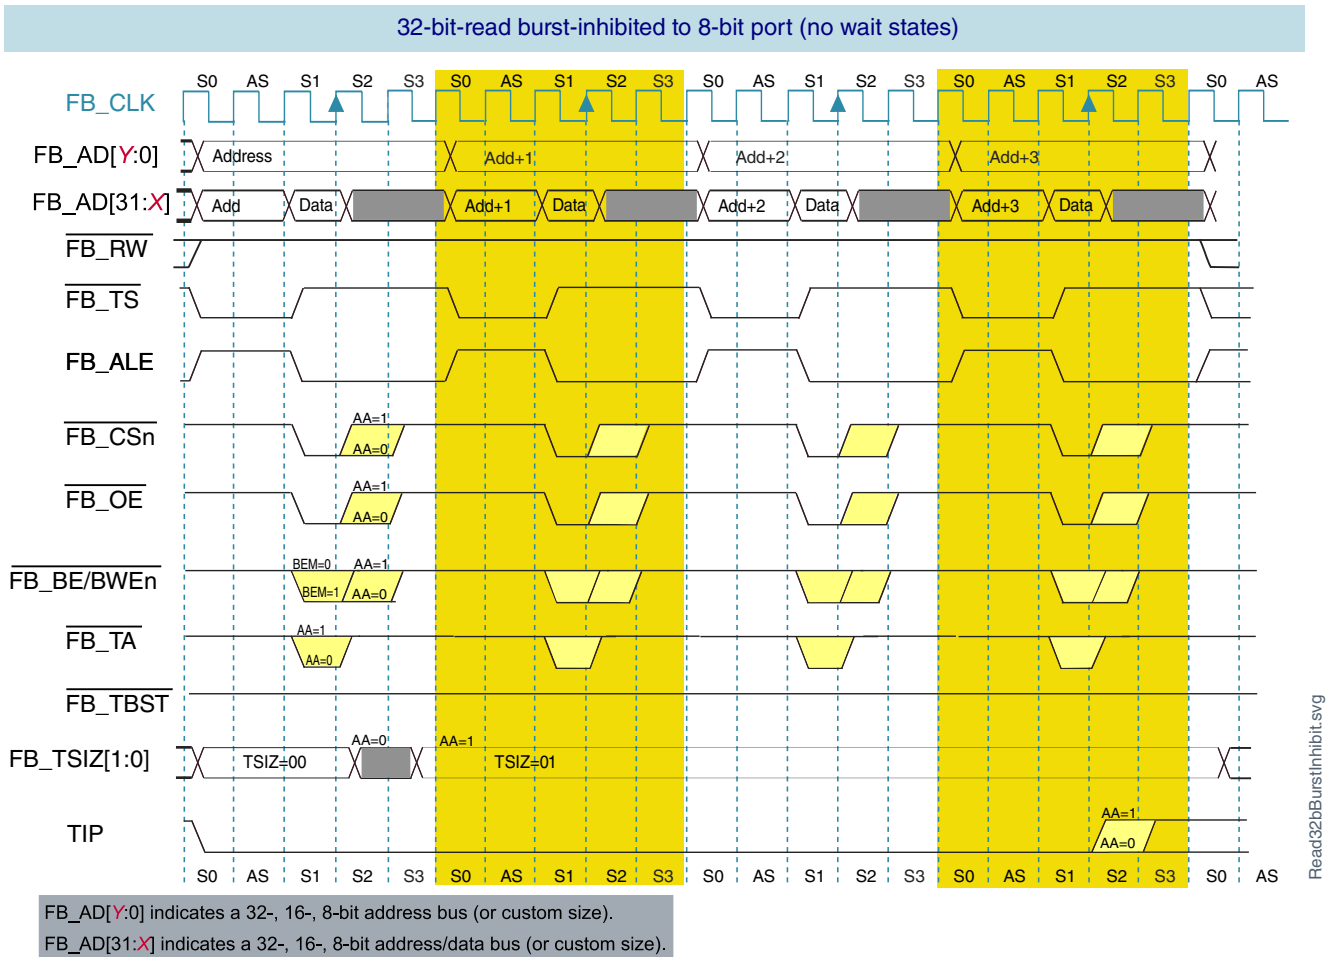 32-bit-read burst-inhibited to 8-bit port (no wait states)
S0 AS S1 S2 S3 S0 AS S1 S2 S3 S0 AS S1 S2 S3 S0 AS S1 S2 S3 S0 AS
FB_CLK
FB_AD[Y:0] Address Add+1 Add+2 Add+3
FB_AD[31:X] Add Data Add+1 Data Add+2 Data Add+3 Data
FB_RW
FB_TS
FB_ALE
AA=1
FB_CSn
AA=0
AA=1
FB_OE
AA=0
BEM=0 AA=1
FB_BE/BWEn
BEM=1 AA=0
AA=1
FB_TA
AA=0
FB_TBST
AA=0 AA=1
FB_TSIZ[1:0] TSIZ=00 TSIZ=01
AA=1
TIP
AA=0
S0 AS S1 S2 S3 S0 AS S1 S2 S3 S0 AS S1 S2 S3 S0 AS S1 S2 S3 S0 AS
FB_AD[Y:0] indicates a 32-, 16-, 8-bit address bus (or custom size).
FB_AD[31:X] indicates a 32-, 16-, 8-bit address/data bus (or custom size).
Read32bBurstInhibit.svg